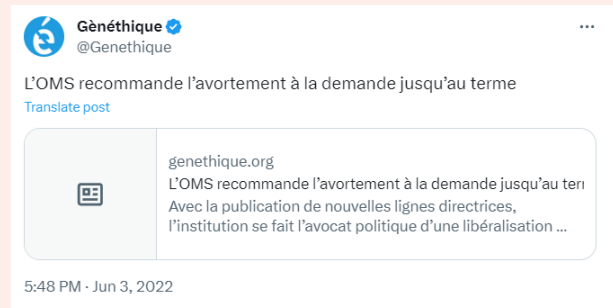 Gènéthique
@Genethique
L'OMS recommande l'avortement à la demande jusqu'au terme
Translate post
genethique.org
L'OMS recommande l'avortement à la demande jusqu'au ter
Avec la publication de nouvelles lignes directrices,
l'institution se fait l'avocat politique d'une libéralisation ...
5:48 PM · Jun 3, 2022